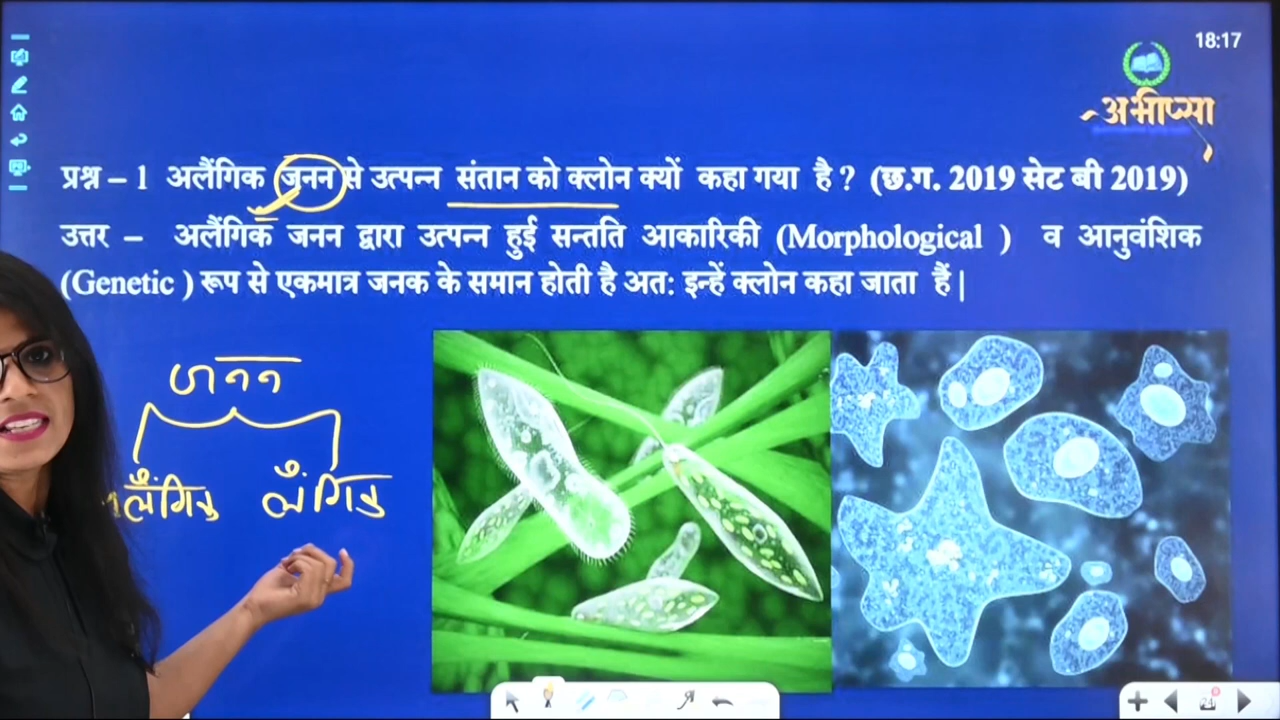 18:17
अभीप्सा
प्रश्न – 1 अलैंगिक जनन से उत्पन्न संतान को क्लोन क्यों कहा गया है ? (छ.ग. 2019 सेट बी 2019)
उत्तर – अलैंगिक जनन द्वारा उत्पन्न हुई सन्तति आकारिकी (Morphological ) व आनुवंशिक
(Genetic ) रूप से एकमात्र जनक के समान होती है अत: इन्हें क्लोन कहा जाता हैं |
जनन
अलैंगिक लैंगिक